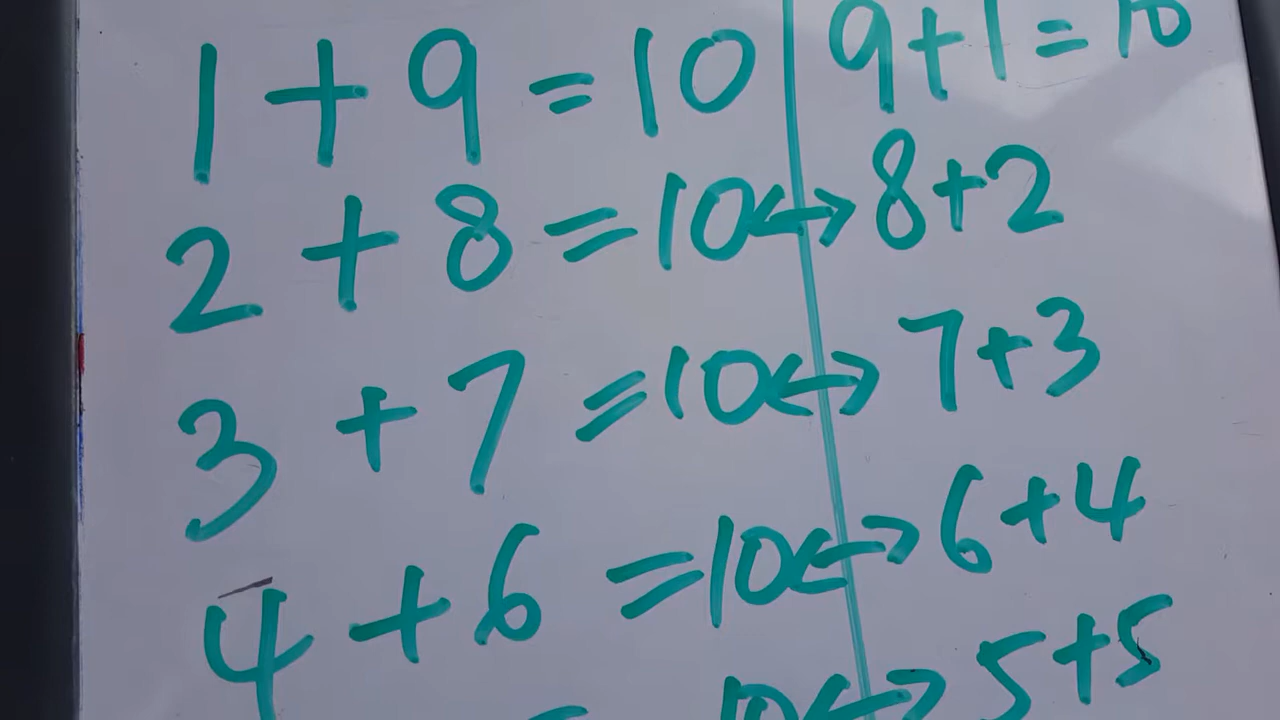 1 + 9 = 10 9+1=10
2 + 8 = 10 ↔ 8+2
3 + 7 = 10 ↔ 7+3
4 + 6 = 10 ↔ 6+4
10 ↔ 5+5